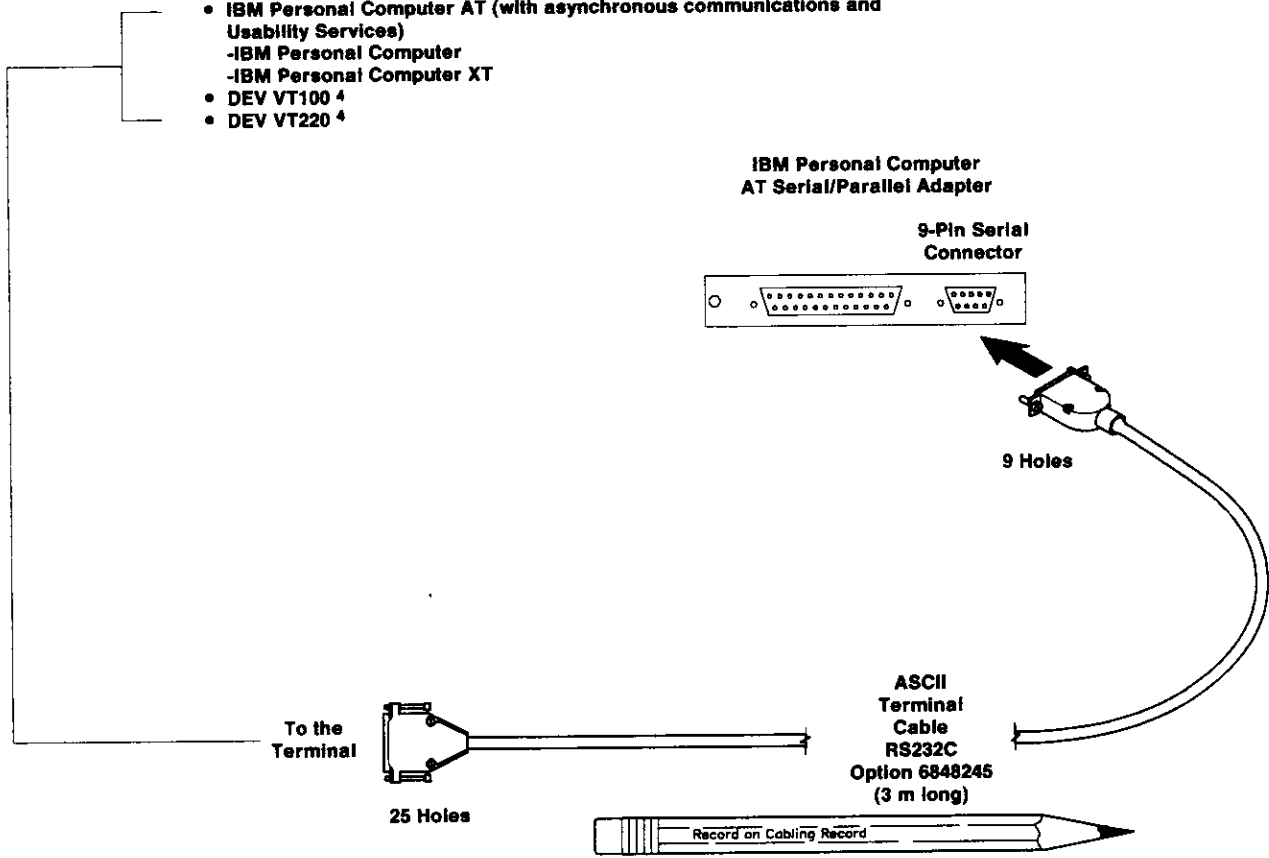 • IBM Personal Computer AT (with asynchronous communications and
Usability Services)
-IBM Personal Computer
-IBM Personal Computer XT
• DEV VT100 4
• DEV VT220 4
IBM Personal Computer
AT Serial/Parallel Adapter
9-Pin Serial
Connector
9 Holes
To the
Terminal
25 Holes
ASCII
Terminal
Cable
RS232C
Option 6848245
(3 m long)
Record on Cabling Record